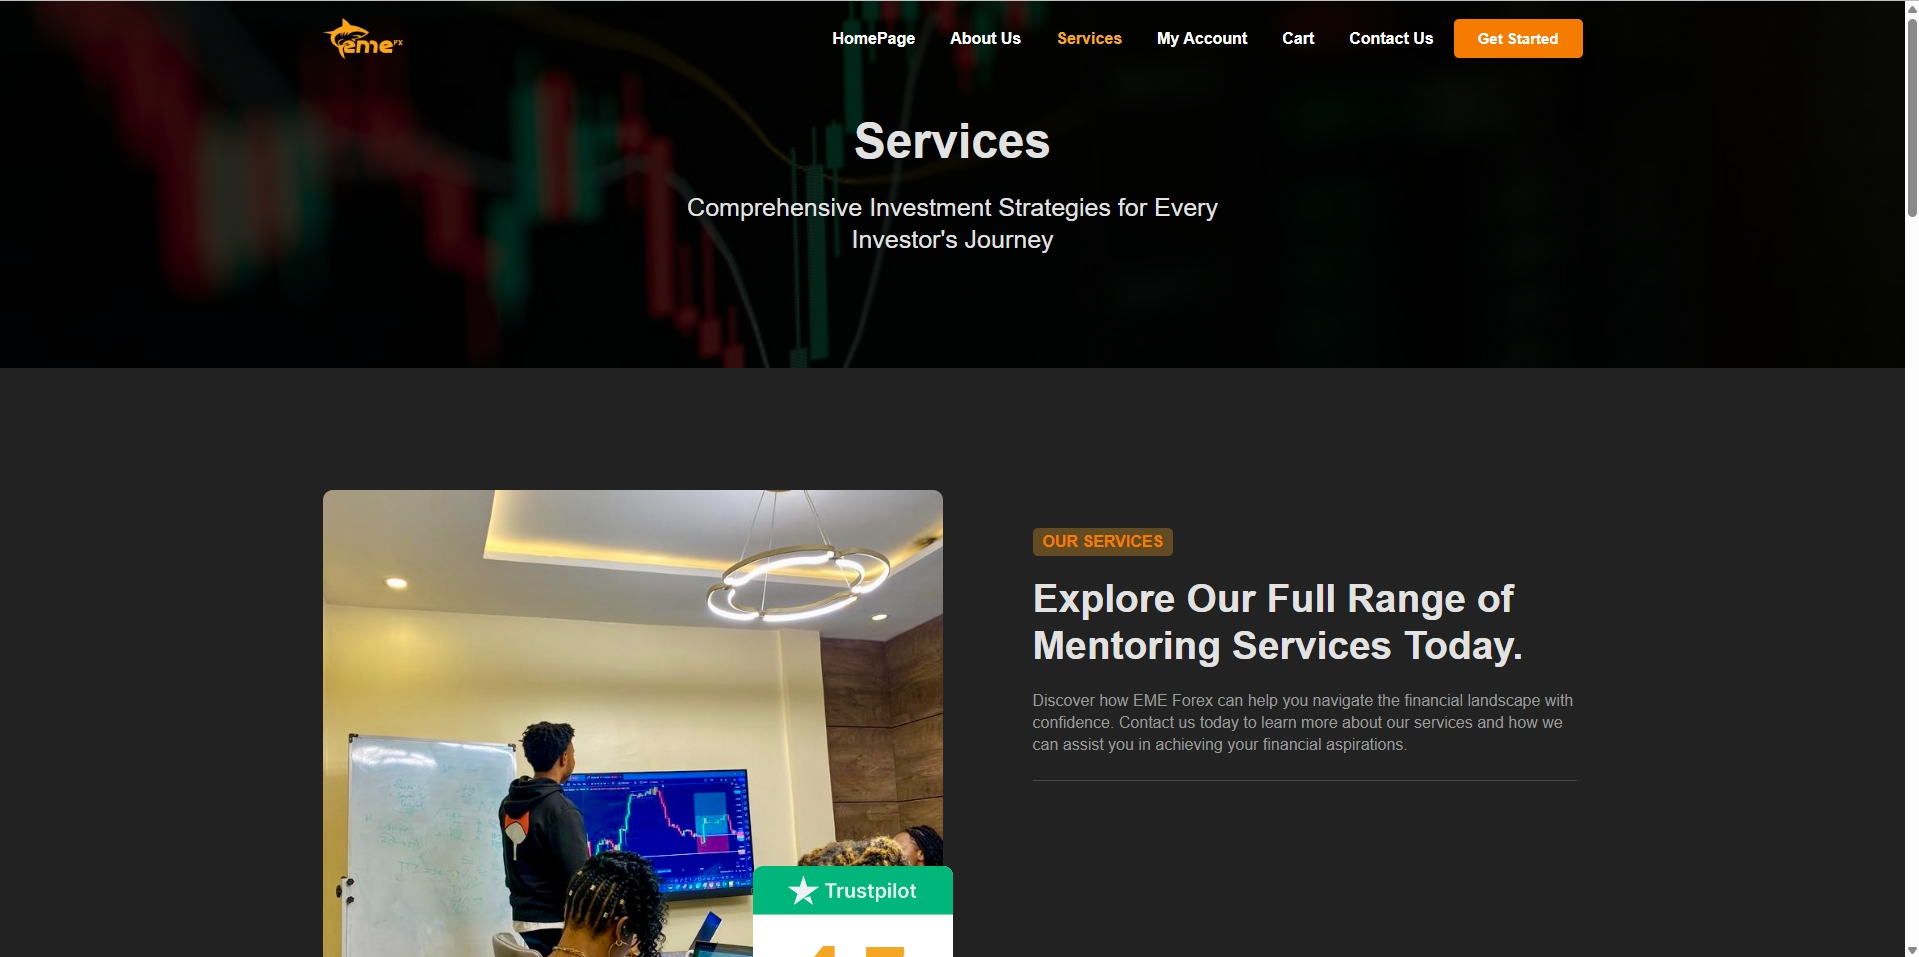 eme FX
HomePage
About Us
Services
My Account
Cart
Contact Us
Get Started
Services
Comprehensive Investment Strategies for Every
Investor's Journey
OUR SERVICES
Explore Our Full Range of
Mentoring Services Today.
Discover how EME Forex can help you navigate the financial landscape with
confidence. Contact us today to learn more about our services and how we
can assist you in achieving your financial aspirations.
Trustpilot